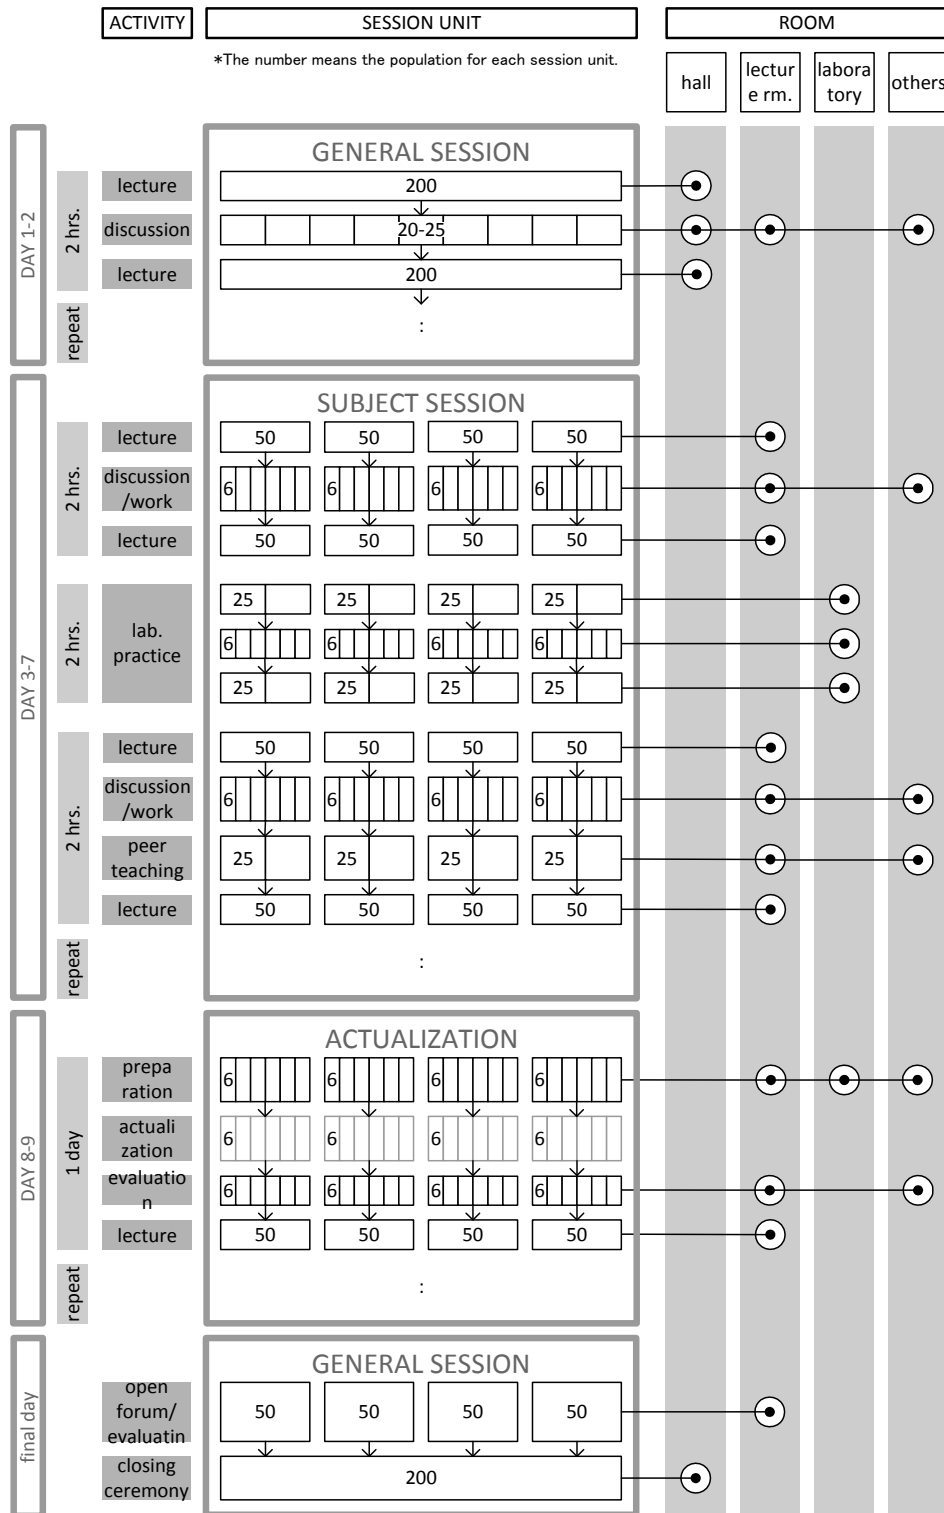 ACTIVITY SESSION UNIT ROOM
*The number means the population for each session unit.
hall
lectur
e rm.
labora
tory
others
DAY 1-2
GENERAL SESSION
2 hrs.
lecture 200
discussion 20-25
lecture 200
repeat
:
DAY 3-7
SUBJECT SESSION
2 hrs.
lecture 50 50 50 50
discussion
/work
6 6 6 6
lecture 50 50 50 50
2 hrs.
lab.
practice
25 25 25 25
6 6 6 6
25 25 25 25
2 hrs.
lecture 50 50 50 50
discussion
/work
6 6 6 6
peer
teaching
25 25 25 25
lecture 50 50 50 50
repeat
:
DAY 8-9
ACTUALIZATION
1 day
prepa
ration
6 6 6 6
actuali
zation
6 6 6 6
evaluatio
n
6 6 6 6
lecture 50 50 50 50
repeat
:
final day
GENERAL SESSION
open
forum/
evaluatin
50 50 50 50
closing
ceremony
200